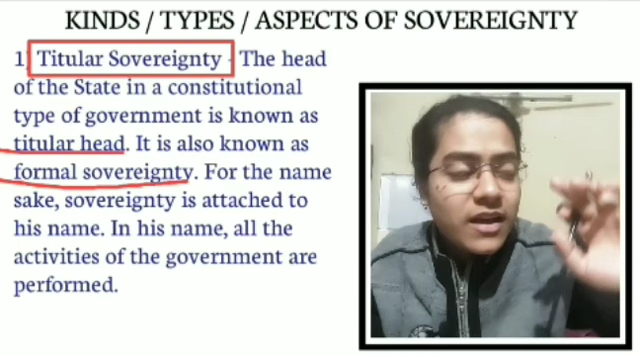 KINDS / TYPES / ASPECTS OF SOVEREIGNTY
1) Titular Sovereignty - The head
of the State in a constitutional
type of government is known as
titular head. It is also known as
formal sovereignty. For the name
sake, sovereignty is attached to
his name. In his name, all the
activities of the government are
performed.